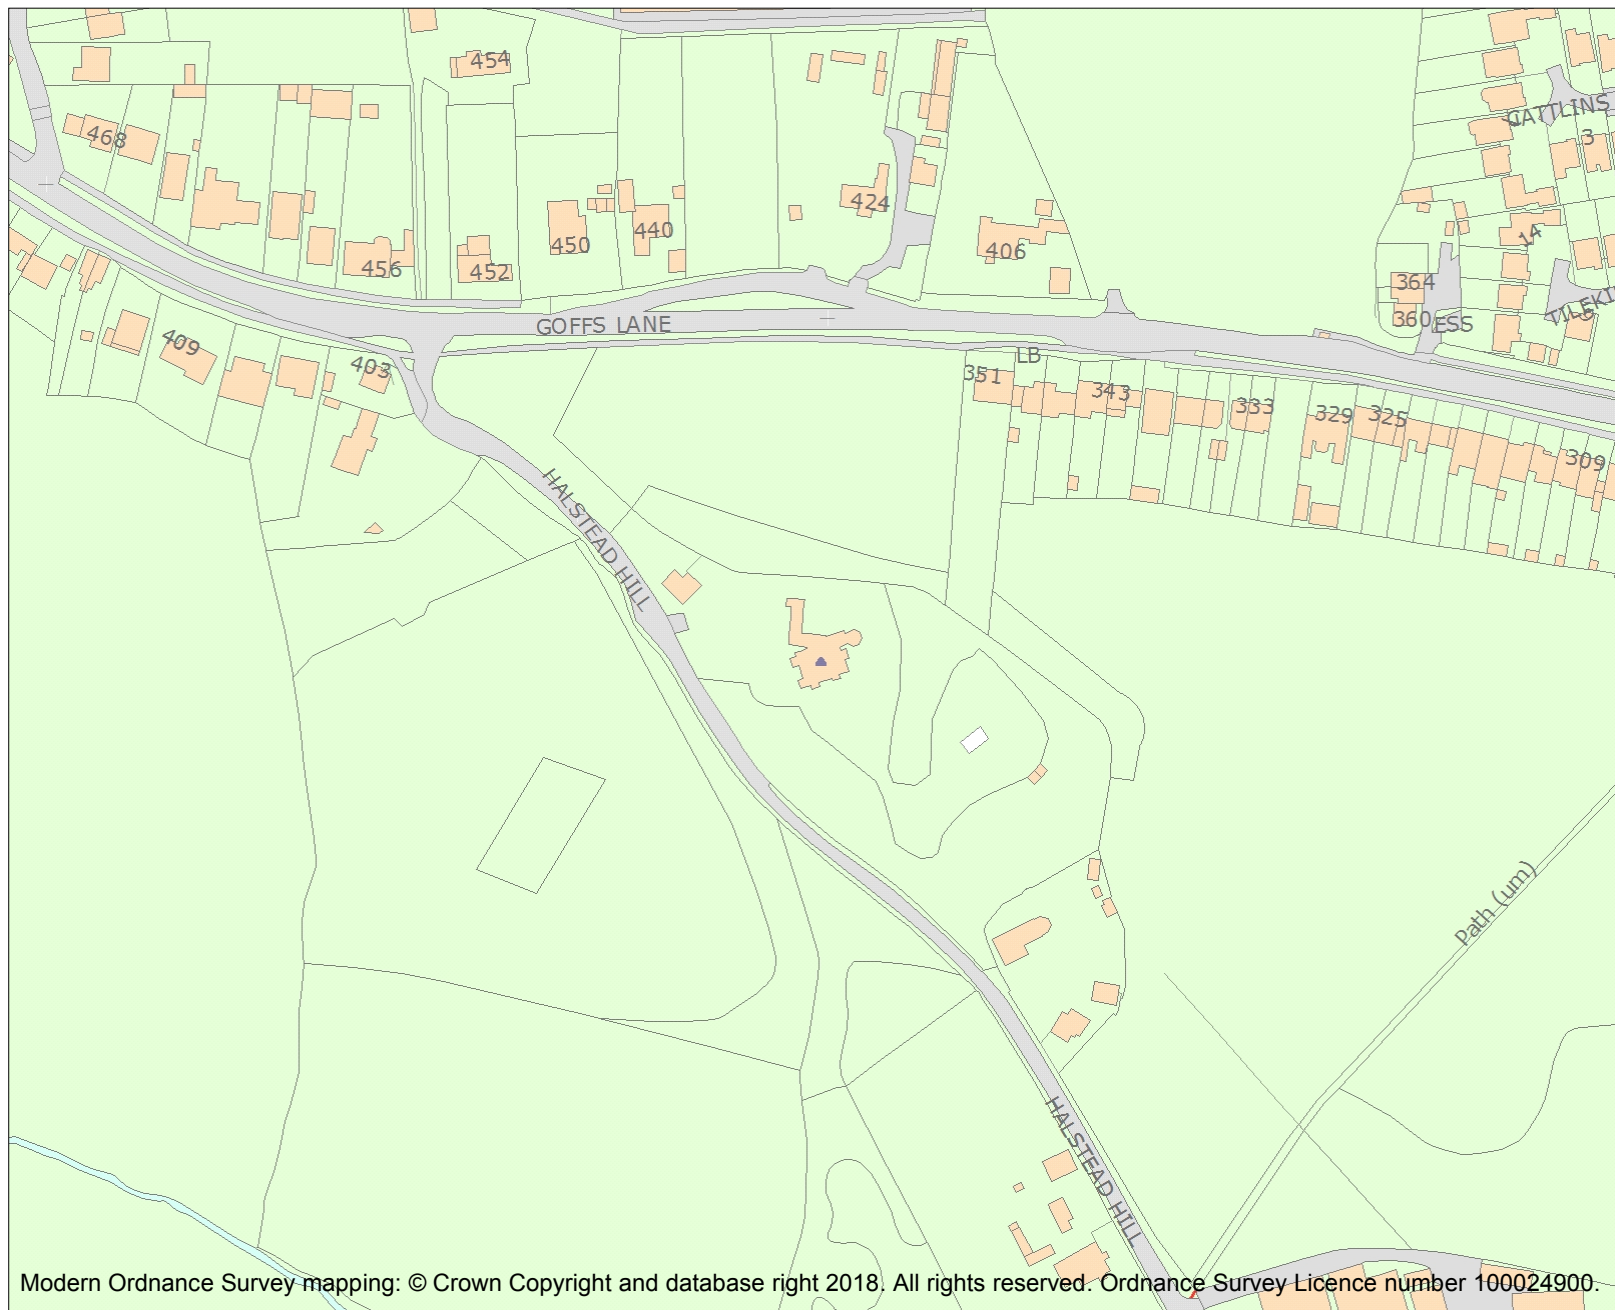 454
CATTLINS
3
468
424
14
440
450
406
456
452
364
TILEKI
6
360
ESS
GOFFS LANE
409
LB
403
351
343
333
329
325
309
HALSTEAD HILL
Path (um)
HALSTEAD HILL
Modern Ordnance Survey mapping: © Crown Copyright and database right 2018. All rights reserved. Ordnance Survey Licence number 100024900.